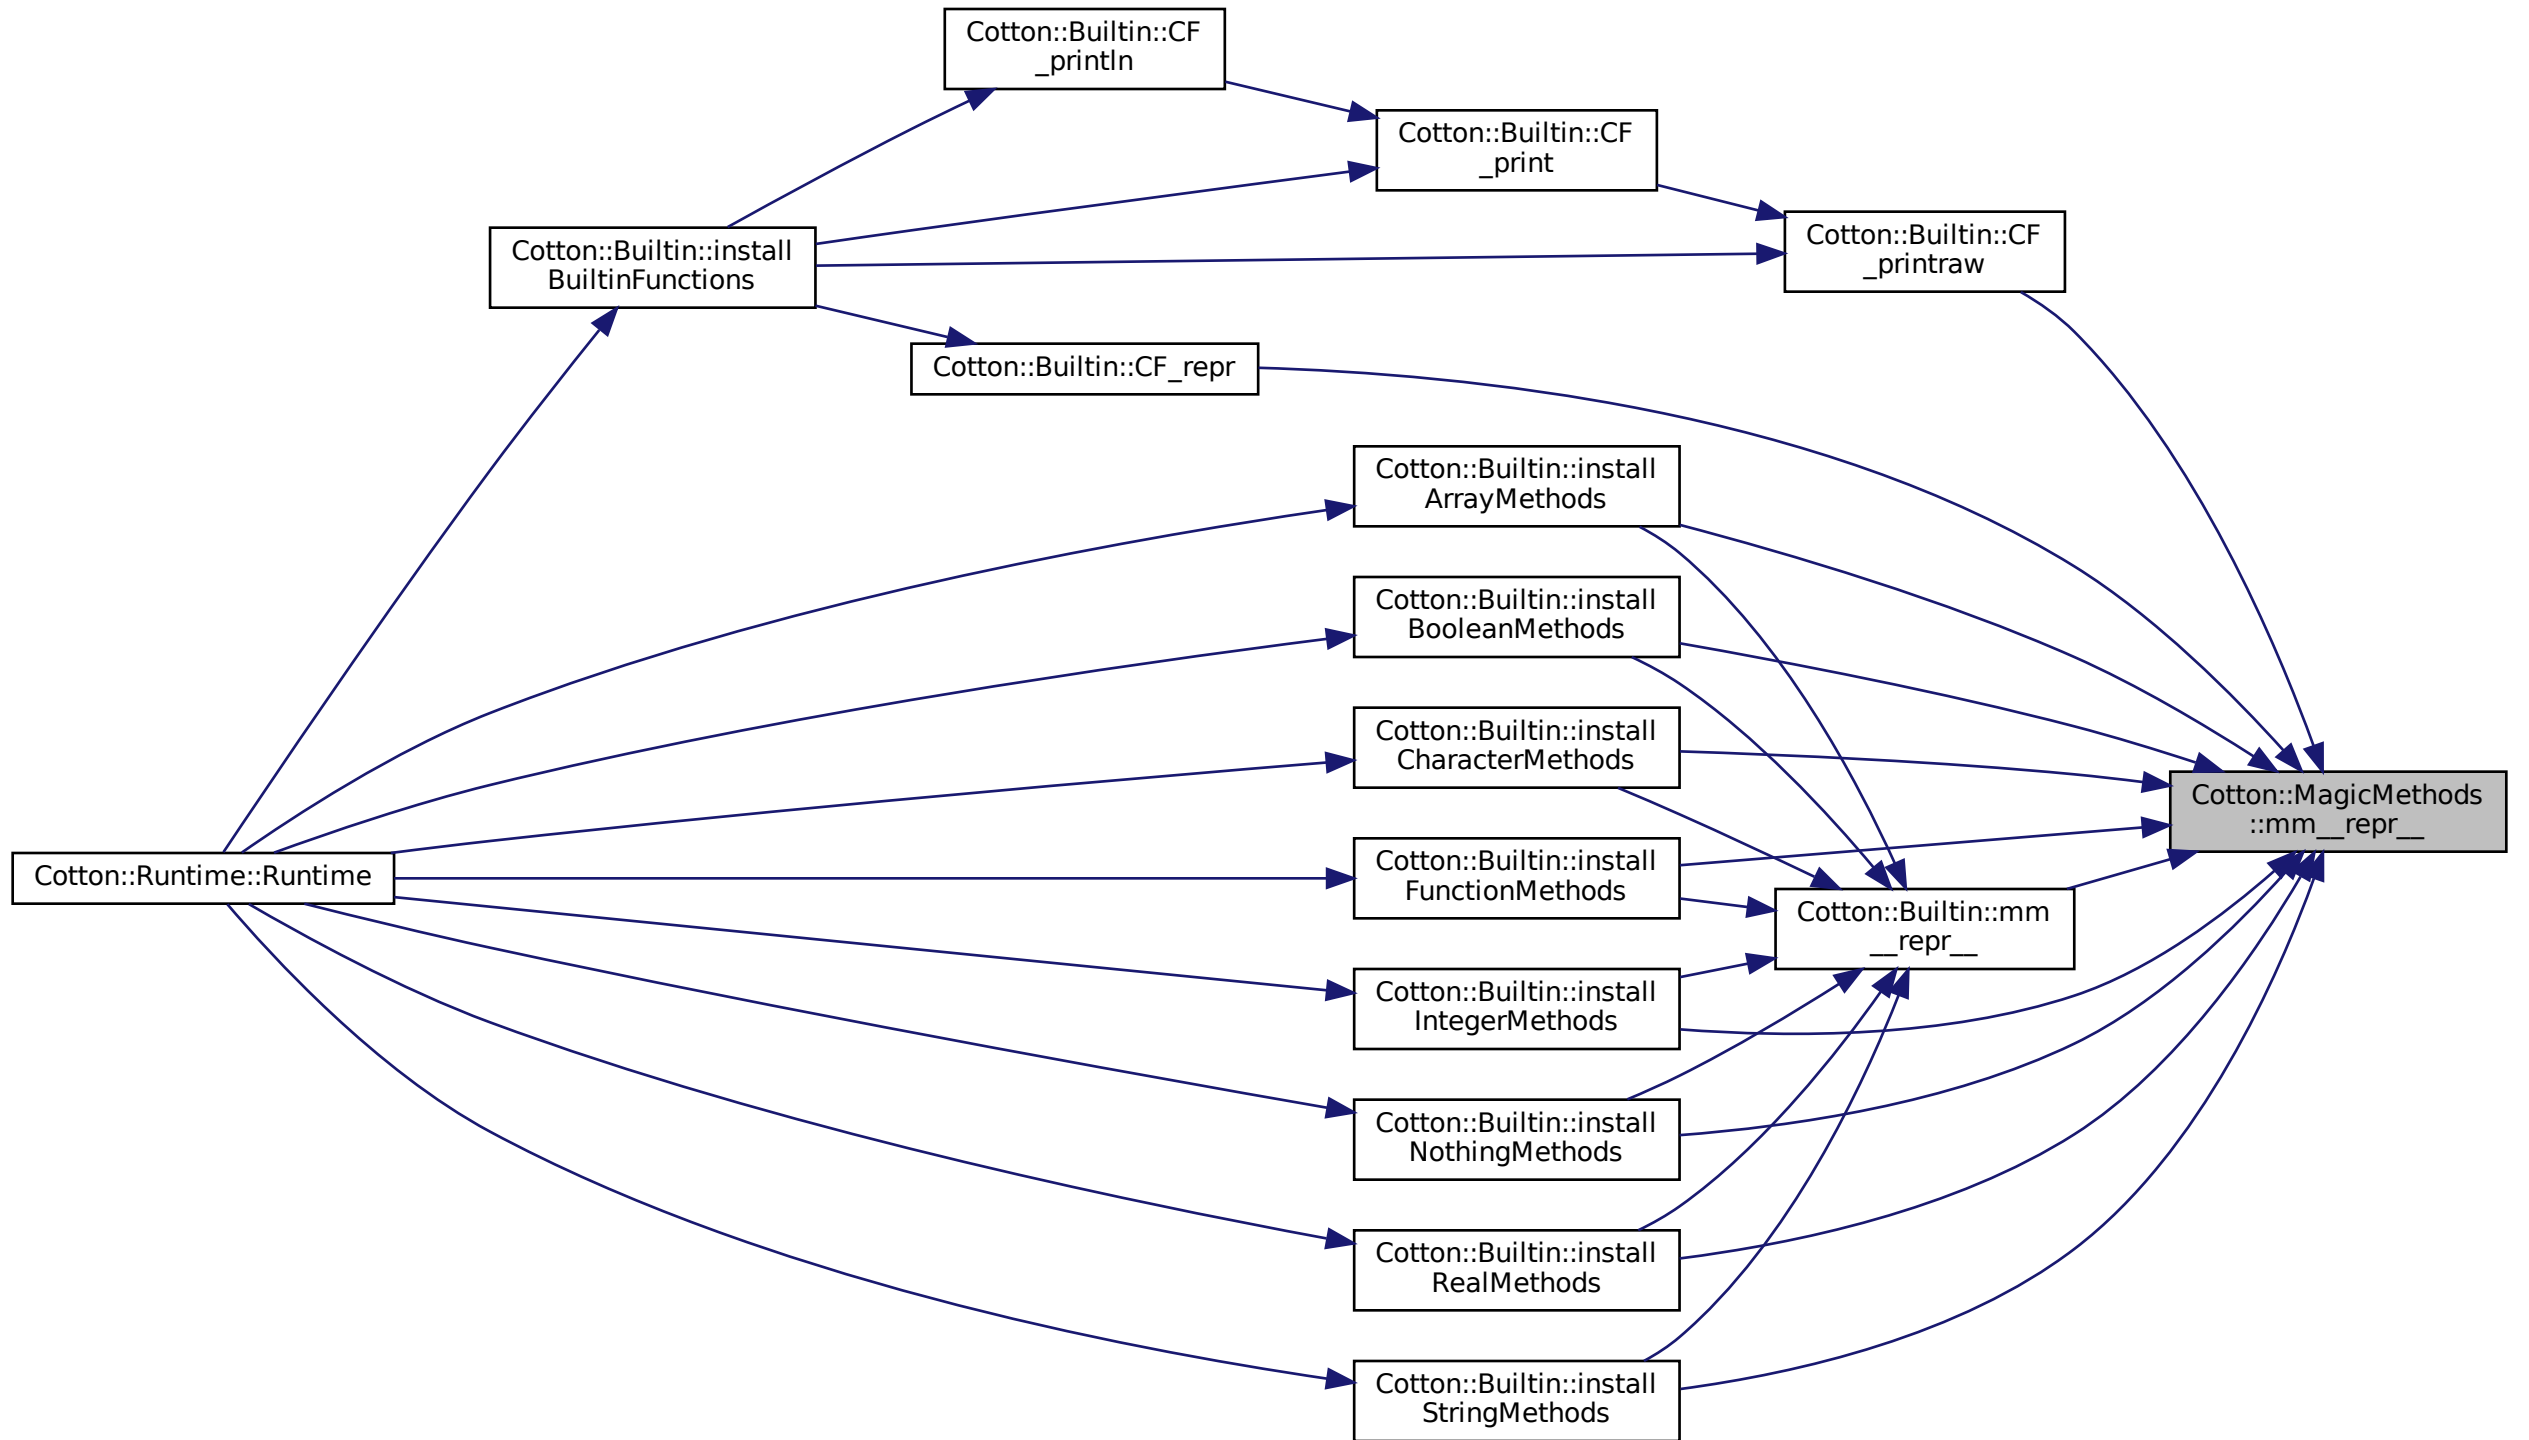 Cotton::Builtin::CF
_println
Cotton::Builtin::CF
_print
Cotton::Builtin::CF
_printraw
Cotton::Builtin::install
BuiltinFunctions
Cotton::Builtin::CF_repr
Cotton::Builtin::install
ArrayMethods
Cotton::Builtin::install
BooleanMethods
Cotton::Builtin::install
CharacterMethods
Cotton::MagicMethods
::mm__repr__
Cotton::Runtime::Runtime
Cotton::Builtin::install
FunctionMethods
Cotton::Builtin::mm
__repr__
Cotton::Builtin::install
IntegerMethods
Cotton::Builtin::install
NothingMethods
Cotton::Builtin::install
RealMethods
Cotton::Builtin::install
StringMethods